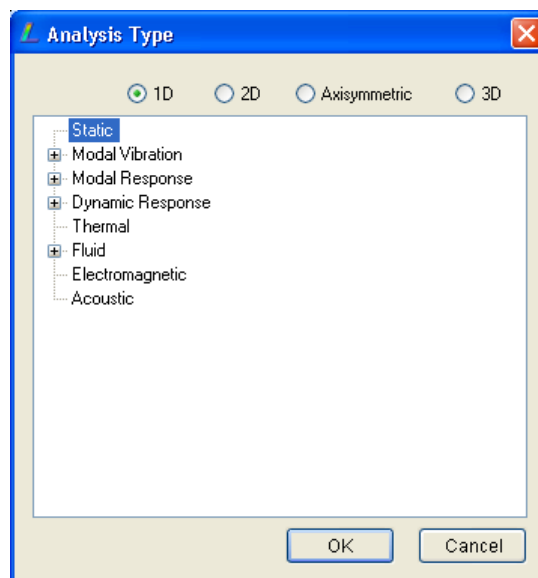 Analysis Type
1D 2D Axisymmetric 3D
Static
Modal Vibration
Modal Response
Dynamic Response
Thermal
Fluid
Electromagnetic
Acoustic
OK Cancel